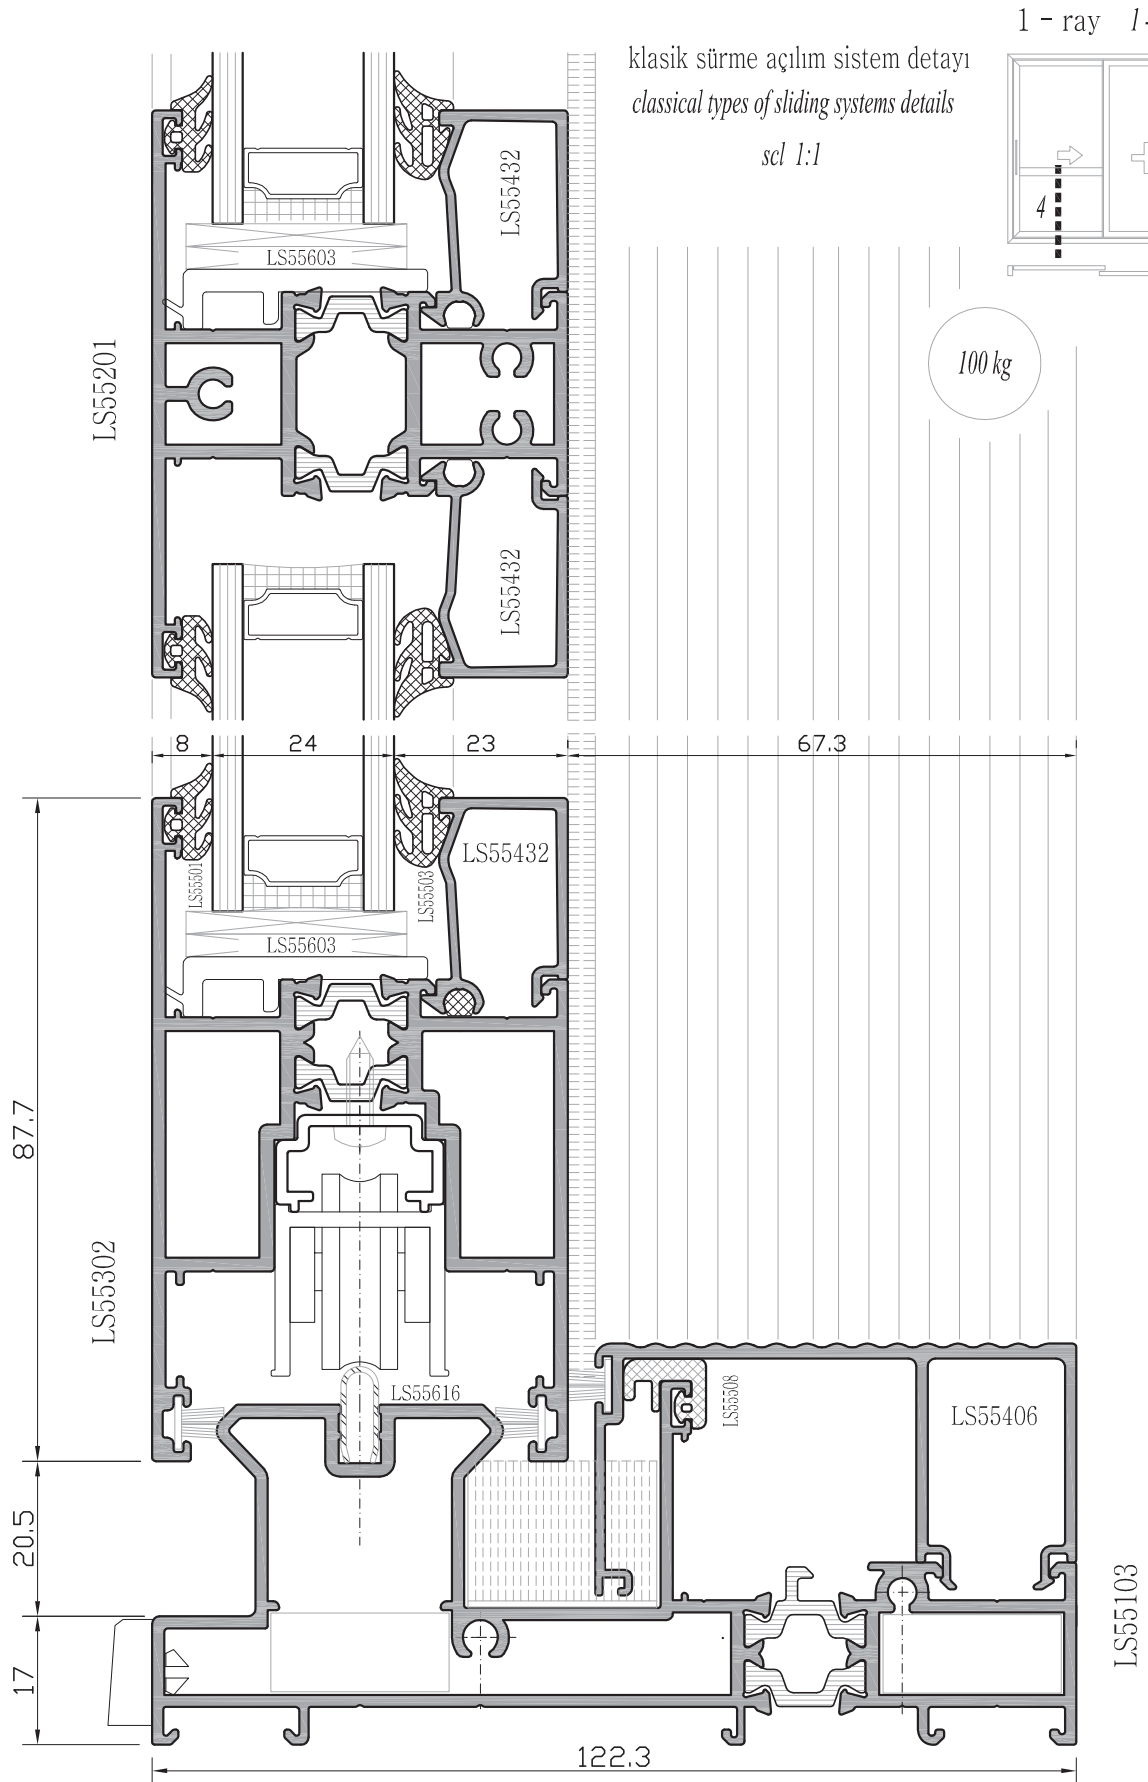 1 - ray 1-
klasik sürme açılım sistem detayı
classical types of sliding systems details
scl 1:1
4
100 kg
LS55432
LS55603
LS55201
LS55432
8
24
23
67.3
LS55432
LS55501
LS55503
LS55603
87.7
LS55302
LS55616
LS55508
LS55406
20.5
LS55103
17
122.3